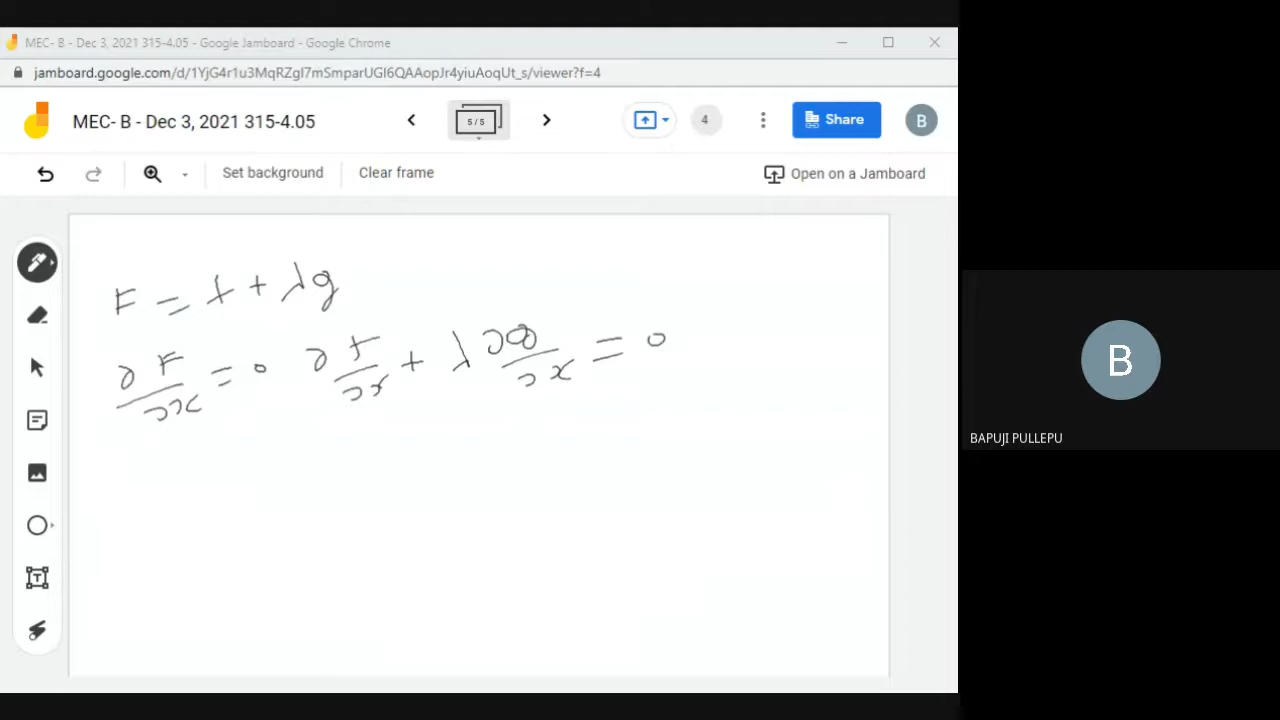 MEC- B - Dec 3, 2021 315-4.05 - Google Jamboard - Google Chrome
jamboard.google.com/d/1YjG4r1u3MqRZgI7mSmparUGI6QAAopJr4yiuAoqUt_s/viewer?f=4
MEC- B - Dec 3, 2021 315-4.05
5 / 5
4
Share
B
Set background
Clear frame
Open on a Jamboard
F = f + λg
∂F/∂x = 0 ∂f/∂x + λ ∂g/∂x = 0
B
BAPUJI PULLEPU